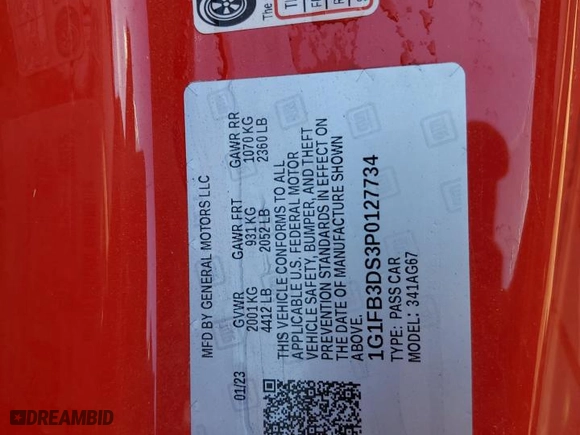 The
MFD BY GENERAL MOTORS LLC
01/23 GVWR GAWR FRT GAWR RR
2001 KG 931 KG 1070 KG
4412 LB 2052 LB 2360 LB
THIS VEHICLE CONFORMS TO ALL
APPLICABLE U.S. FEDERAL MOTOR
VEHICLE SAFETY, BUMPER, AND THEFT
PREVENTION STANDARDS IN EFFECT ON
THE DATE OF MANUFACTURE SHOWN
ABOVE.
1G1FB3DS3P0127734
TYPE: PASS CAR
MODEL: 341AG67
DREAMBID